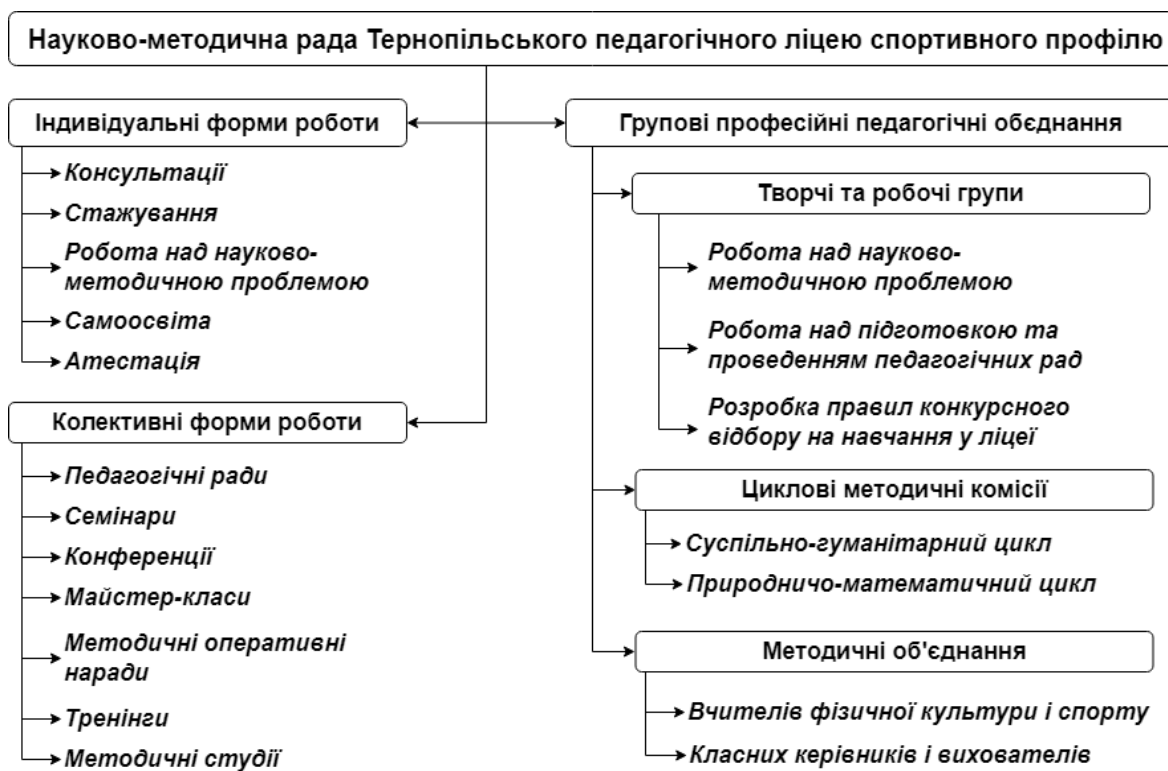 Науково-методична рада Тернопільського педагогічного ліцею спортивного профілю
Індивідуальні форми роботи
Консультації
Стажування
Робота над науково-
методичною проблемою
Самоосвіта
Атестація
Колективні форми роботи
Педагогічні ради
Семінари
Конференції
Майстер-класи
Методичні оперативні
наради
Тренінги
Методичні студії
Групові професійні педагогічні обєднання
Творчі та робочі групи
Робота над науково-
методичною проблемою
Робота над підготовкою та
проведенням педагогічних рад
Розробка правил конкурсного
відбору на навчання у ліцеї
Циклові методичні комісії
Суспільно-гуманітарний цикл
Природничо-математичний цикл
Методичні об'єднання
Вчителів фізичної культури і спорту
Класних керівників і вихователів